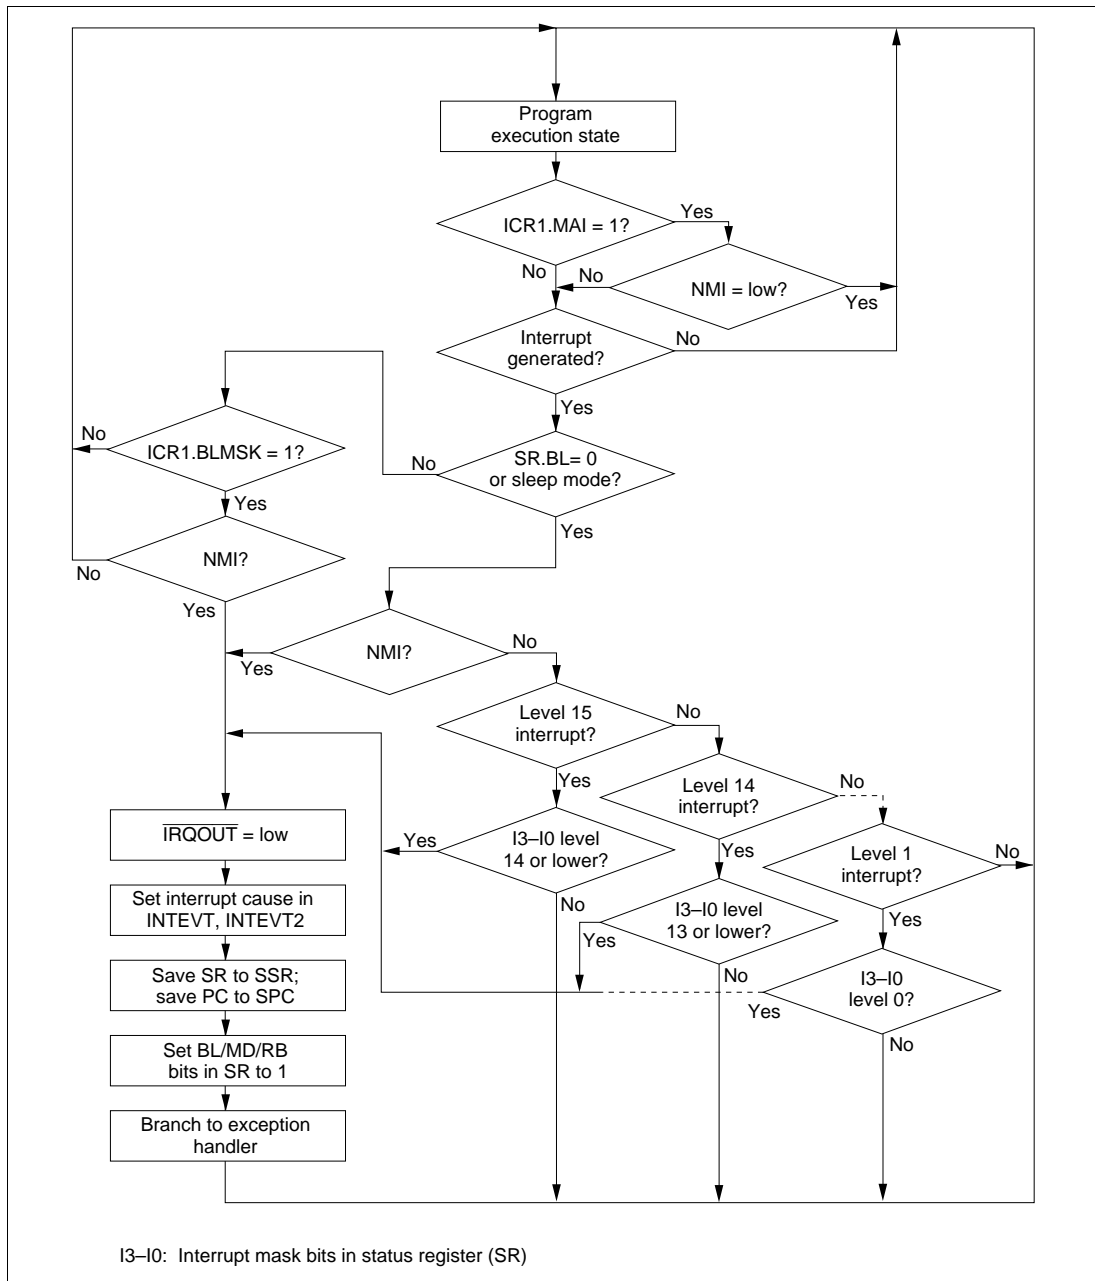 Program
execution state
ICR1.MAI = 1?
Yes
No
No
NMI = low?
Yes
Interrupt
generated?
No
Yes
No
ICR1.BLMSK = 1?
No
SR.BL= 0
or sleep mode?
Yes
Yes
NMI?
No
Yes
NMI?
No
Yes
Level 15
interrupt?
No
Yes
Level 14
interrupt?
No
IRQOUT = low
Yes
I3–I0 level
14 or lower?
Yes
Level 1
interrupt?
No
Set interrupt cause in
INTEVT, INTEVT2
No
I3–I0 level
13 or lower?
Yes
Yes
Save SR to SSR;
save PC to SPC
No
I3–I0
level 0?
Yes
No
Set BL/MD/RB
bits in SR to 1
Branch to exception
handler
I3–I0: Interrupt mask bits in status register (SR)